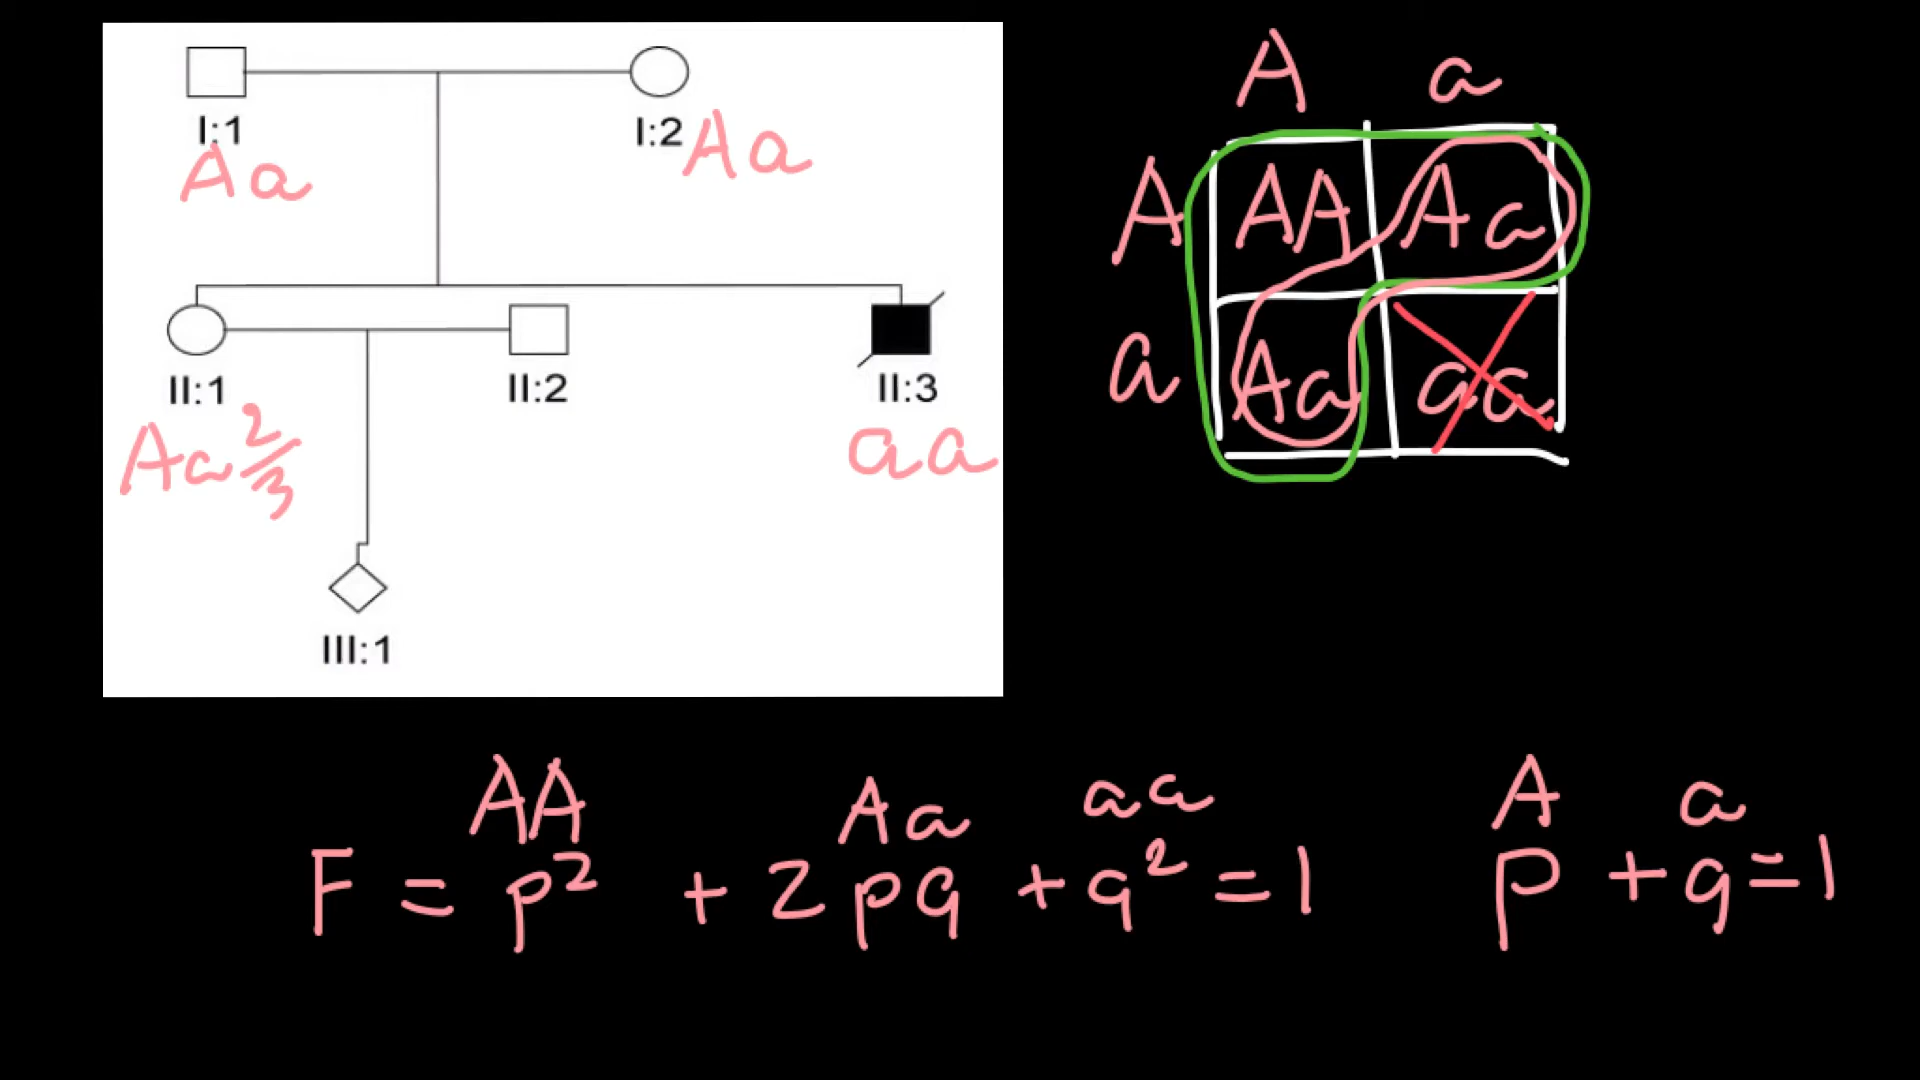 I:1
Aa
I:2
Aa
II:1
Aa 2/3
II:2
II:3
aa
III:1
A a
A AA Aa
a Aa aa
AA Aa aa
F = p² + 2pq + q² = 1
A a
p + q = 1